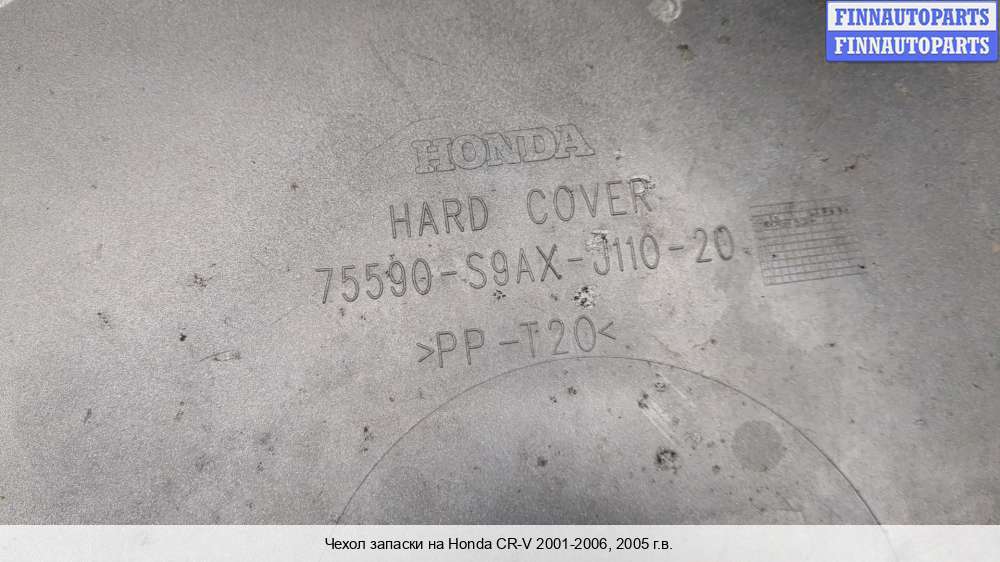 FINNAUTOPARTS
FINNAUTOPARTS
HONDA
HARD COVER
75590-S9AX-J110-20
>PP-T20<
Чехол запаски на Honda CR-V 2001-2006, 2005 г.в.